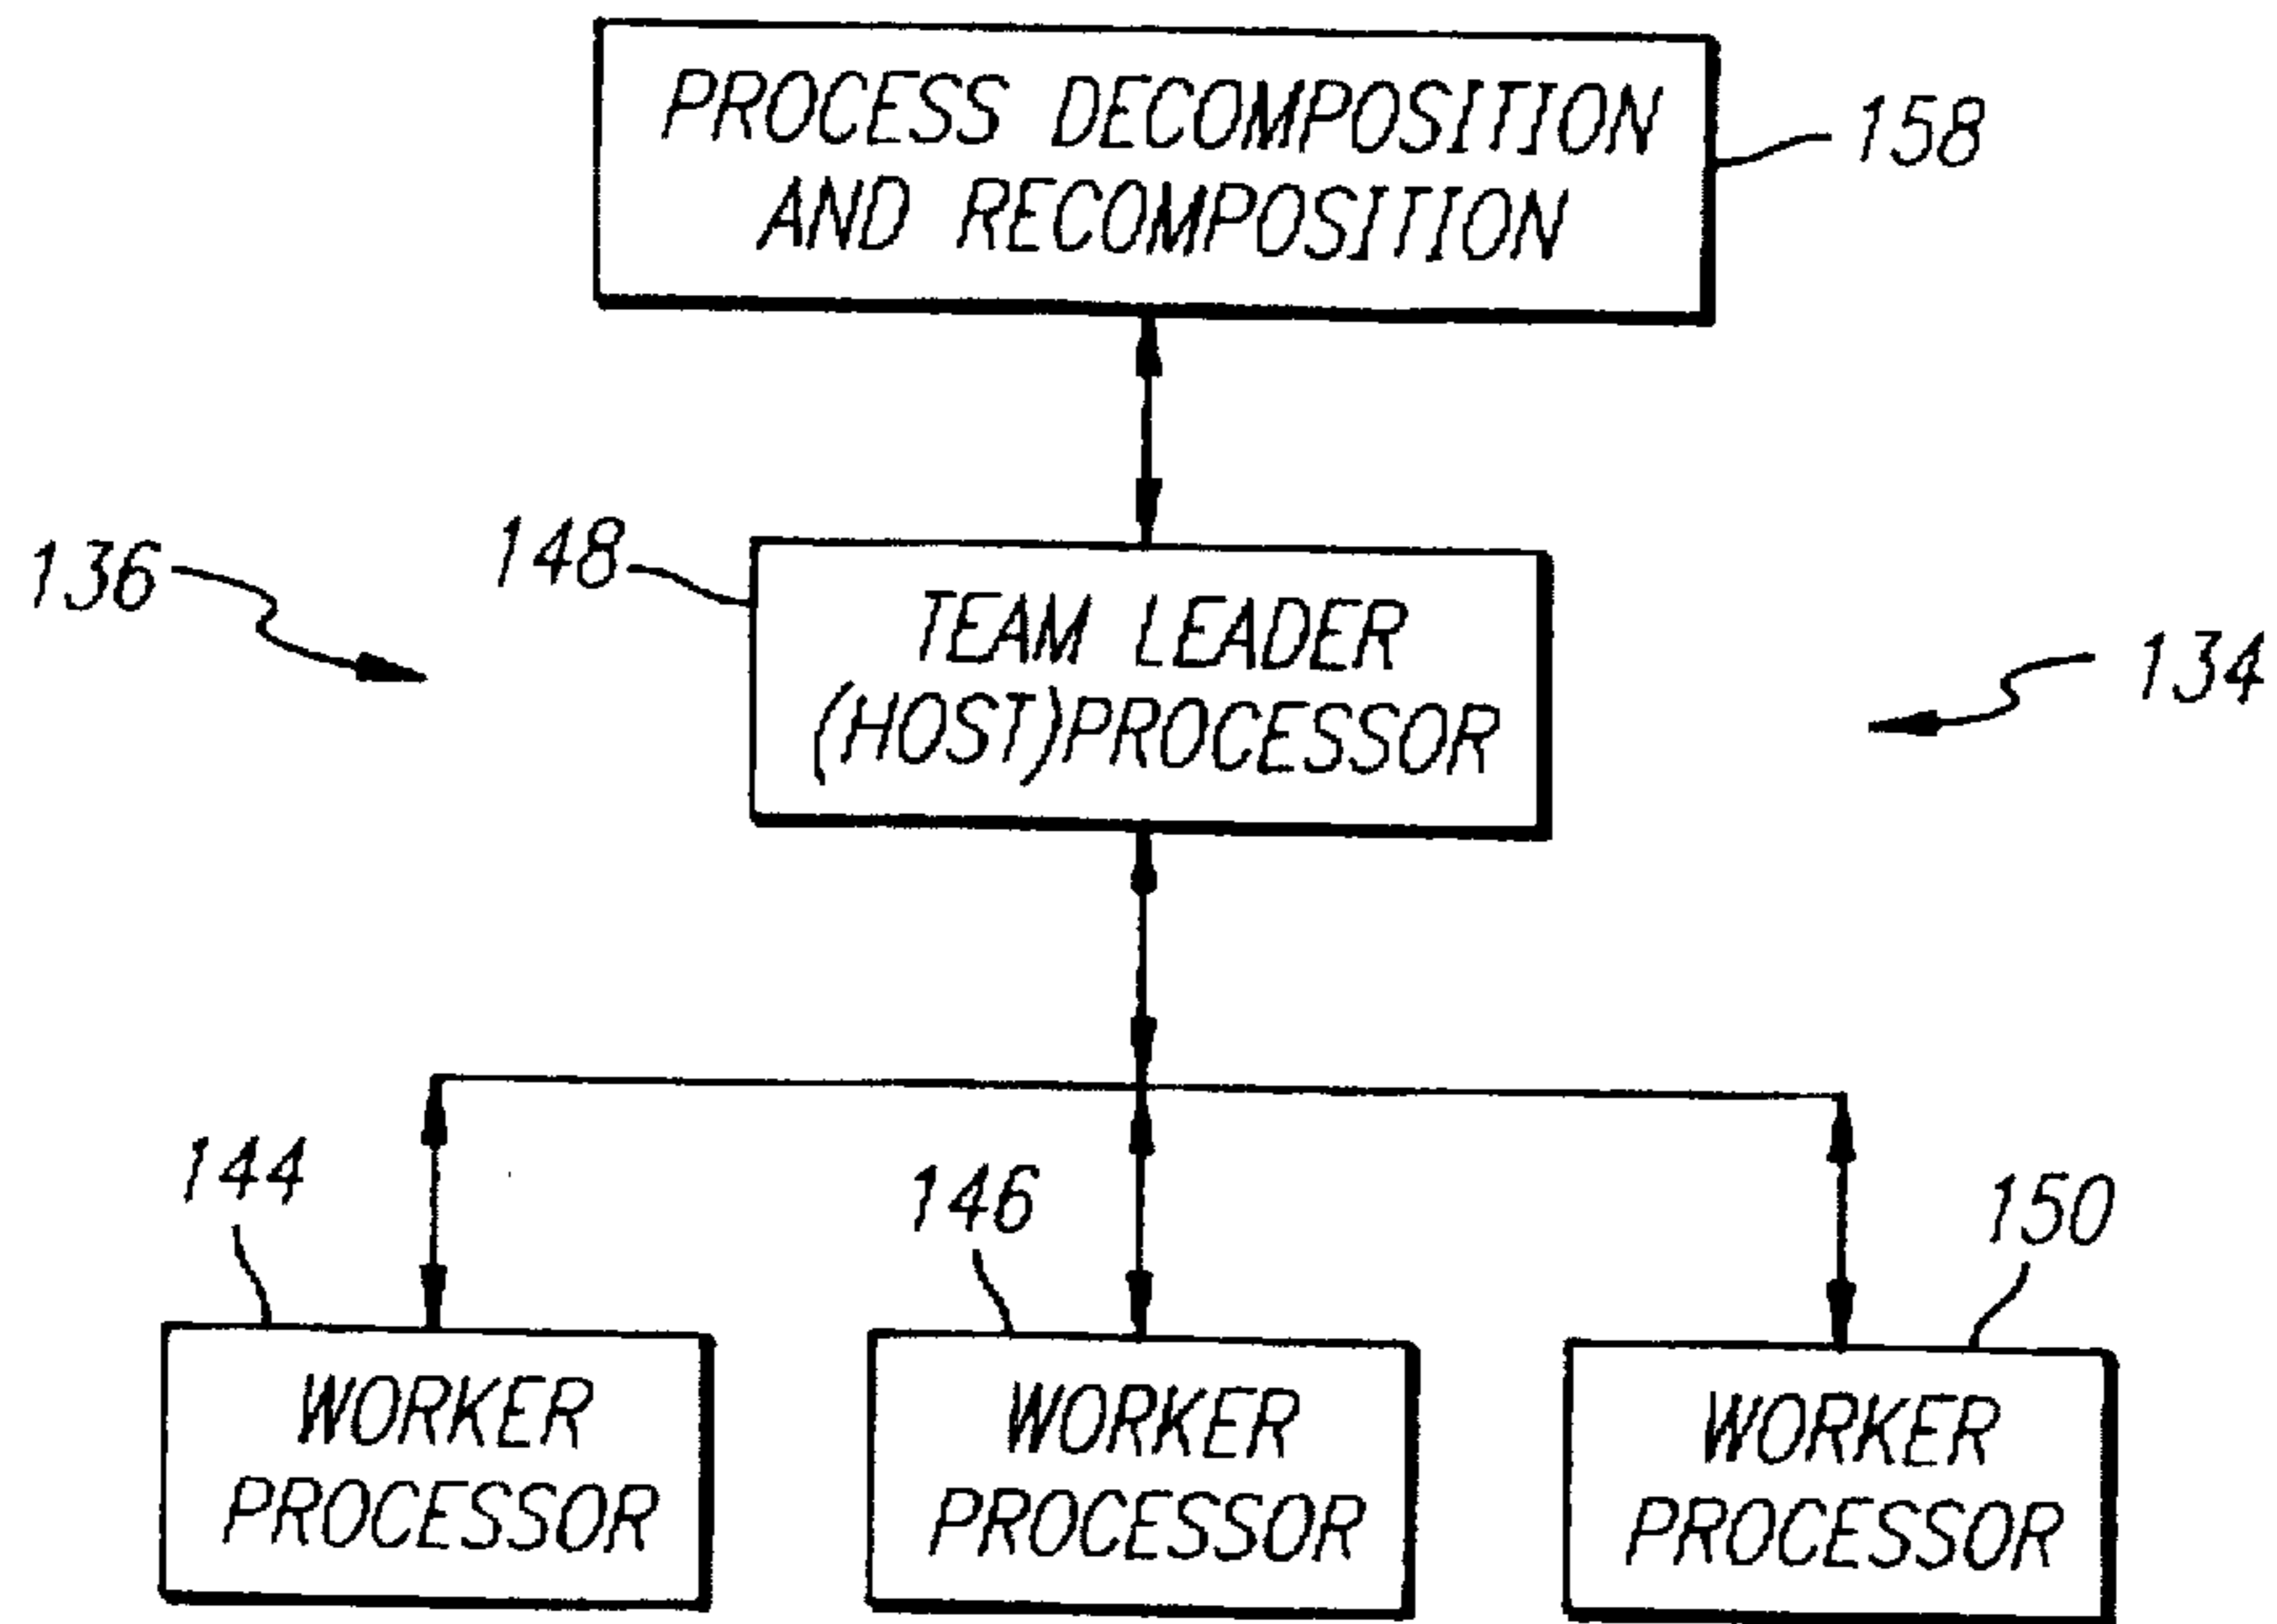 PROCESS DECOMPOSITION
AND RECOMPOSITION
158
136
148
TEAM LEADER
(HOST)PROCESSOR
134
144
146
150
WORKER
PROCESSOR
WORKER
PROCESSOR
WORKER
PROCESSOR